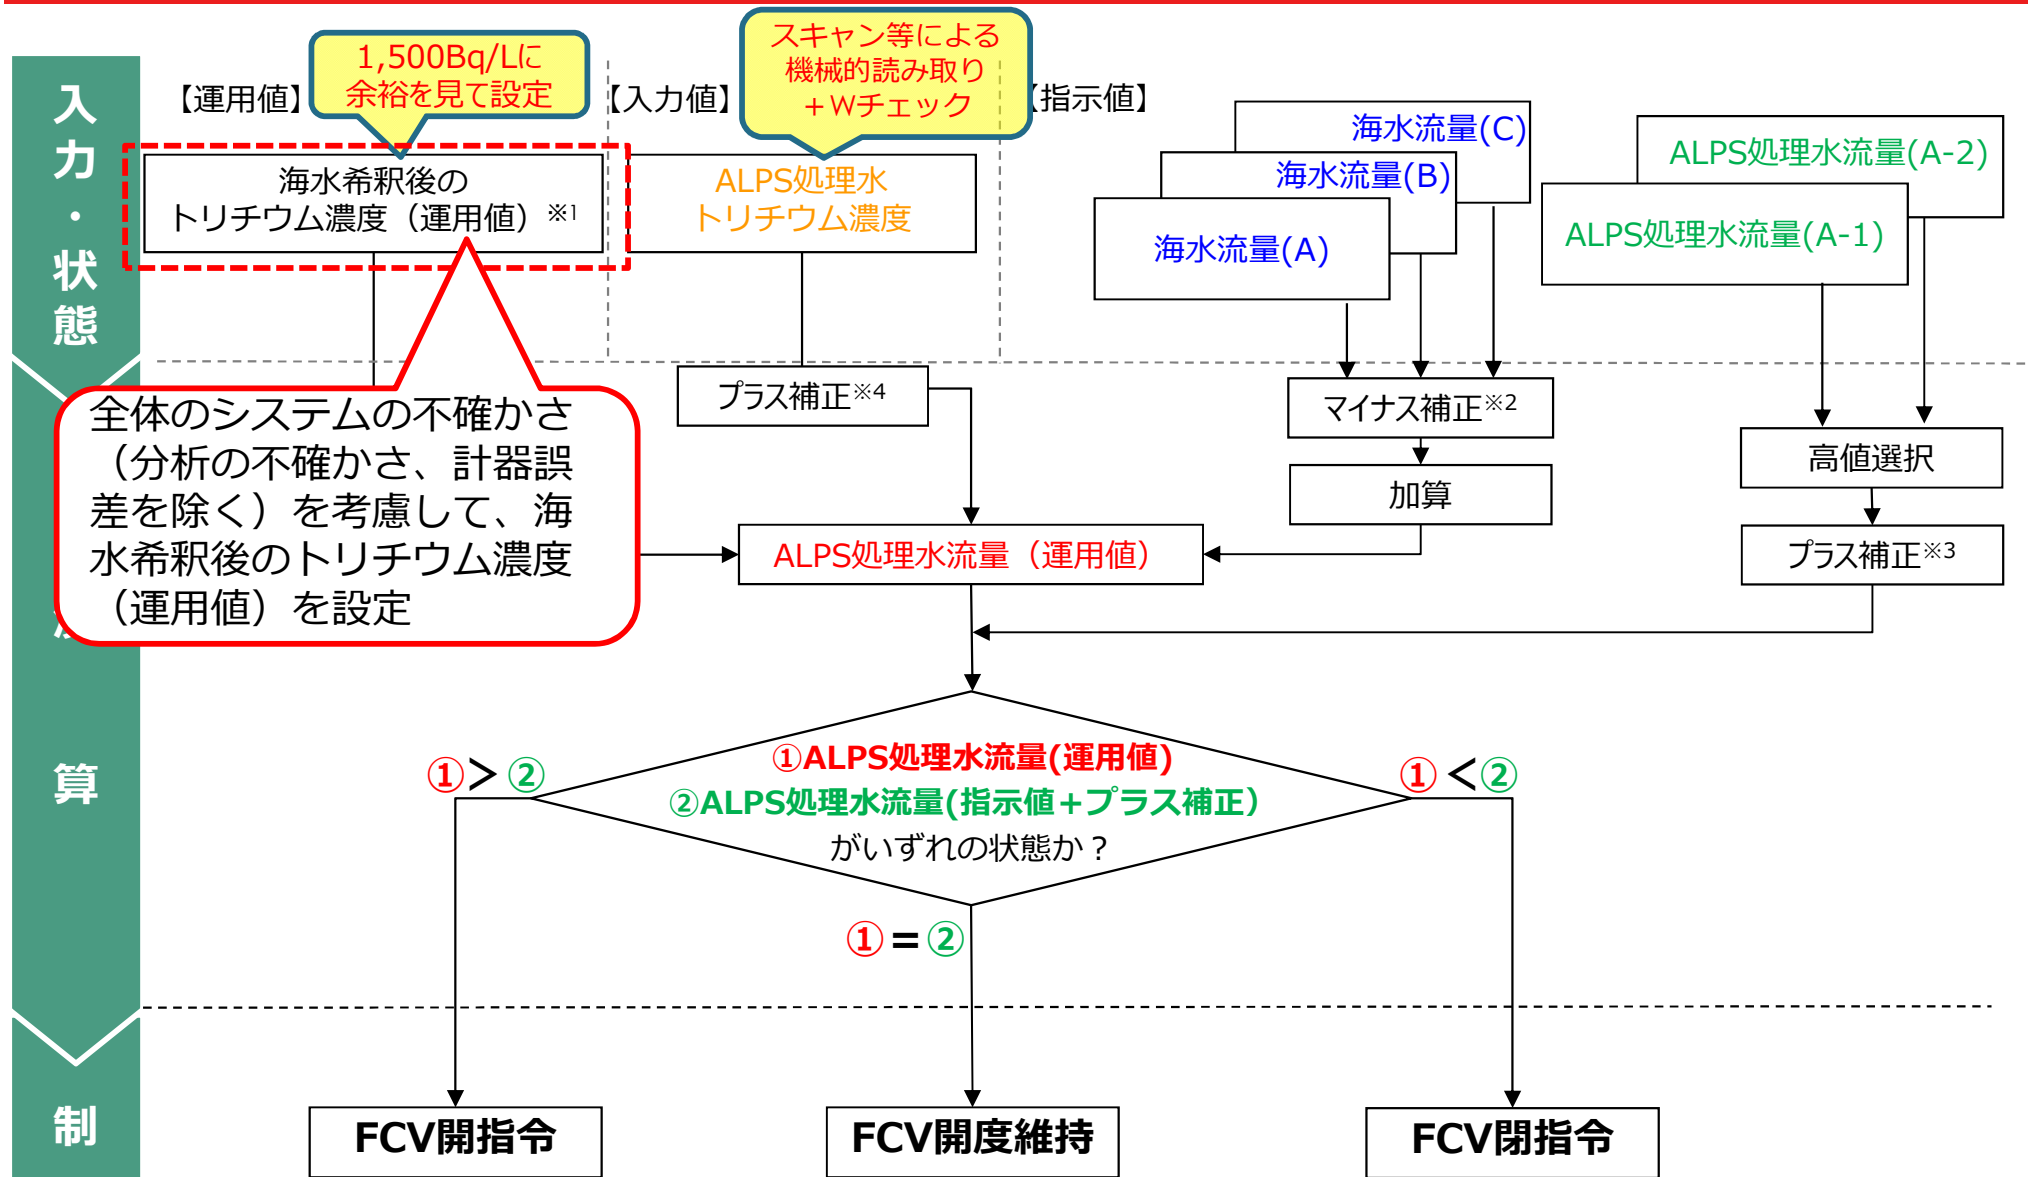 入力・状態
1,500Bq/Lに
余裕を見て設定
スキャン等による
機械的読み取り
+Wチェック
【運用値】
【入力値】
【指示値】
海水希釈後の
トリチウム濃度（運用値）※1
ALPS処理水
トリチウム濃度
海水流量(C)
海水流量(B)
海水流量(A)
ALPS処理水流量(A-2)
ALPS処理水流量(A-1)
プラス補正※4
マイナス補正※2
高値選択
加算
プラス補正※3
全体のシステムの不確かさ
（分析の不確かさ、計器誤
差を除く）を考慮して、海
水希釈後のトリチウム濃度
（運用値）を設定
ALPS処理水流量（運用値）
算
①ALPS処理水流量(運用値)
②ALPS処理水流量(指示値+プラス補正）
がいずれの状態か？
①＞②
①＜②
①=②
制
FCV開指令
FCV開度維持
FCV閉指令